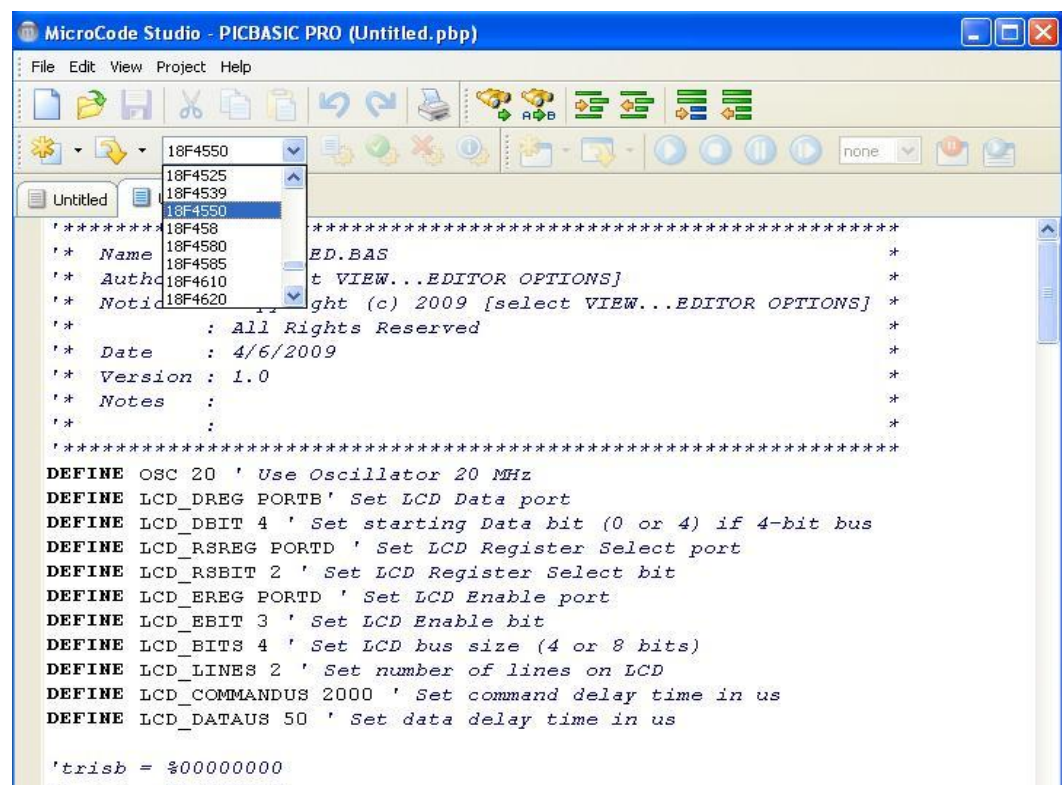 MicroCode Studio - PICBASIC PRO (Untitled.pbp)
File Edit View Project Help
A B
18F4550
none
Untitled
18F4525
18F4539
18F4550
18F458
18F4580
18F4585
18F4610
18F4620
'****************************************************************
'* Name ED.BAS *
'* t VIEW...EDITOR OPTIONS] *
'* (c) 2009 [select VIEW...EDITOR OPTIONS] *
'* : All Rights Reserved *
'* Date : 4/6/2009 *
'* Version : 1.0 *
'* Notes : *
'* : *
'****************************************************************
DEFINE OSC 20 ' Use Oscillator 20 MHz
DEFINE LCD_DREG PORTB' Set LCD Data port
DEFINE LCD_DBIT 4 ' Set starting Data bit (0 or 4) if 4-bit bus
DEFINE LCD_RSREG PORTD ' Set LCD Register Select port
DEFINE LCD_RSBIT 2 ' Set LCD Register Select bit
DEFINE LCD_EREG PORTD ' Set LCD Enable port
DEFINE LCD_EBIT 3 ' Set LCD Enable bit
DEFINE LCD_BITS 4 ' Set LCD bus size (4 or 8 bits)
DEFINE LCD_LINES 2 ' Set number of lines on LCD
DEFINE LCD_COMMANDUS 2000 ' Set command delay time in us
DEFINE LCD_DATAUS 50 ' Set data delay time in us
'trisb = %00000000